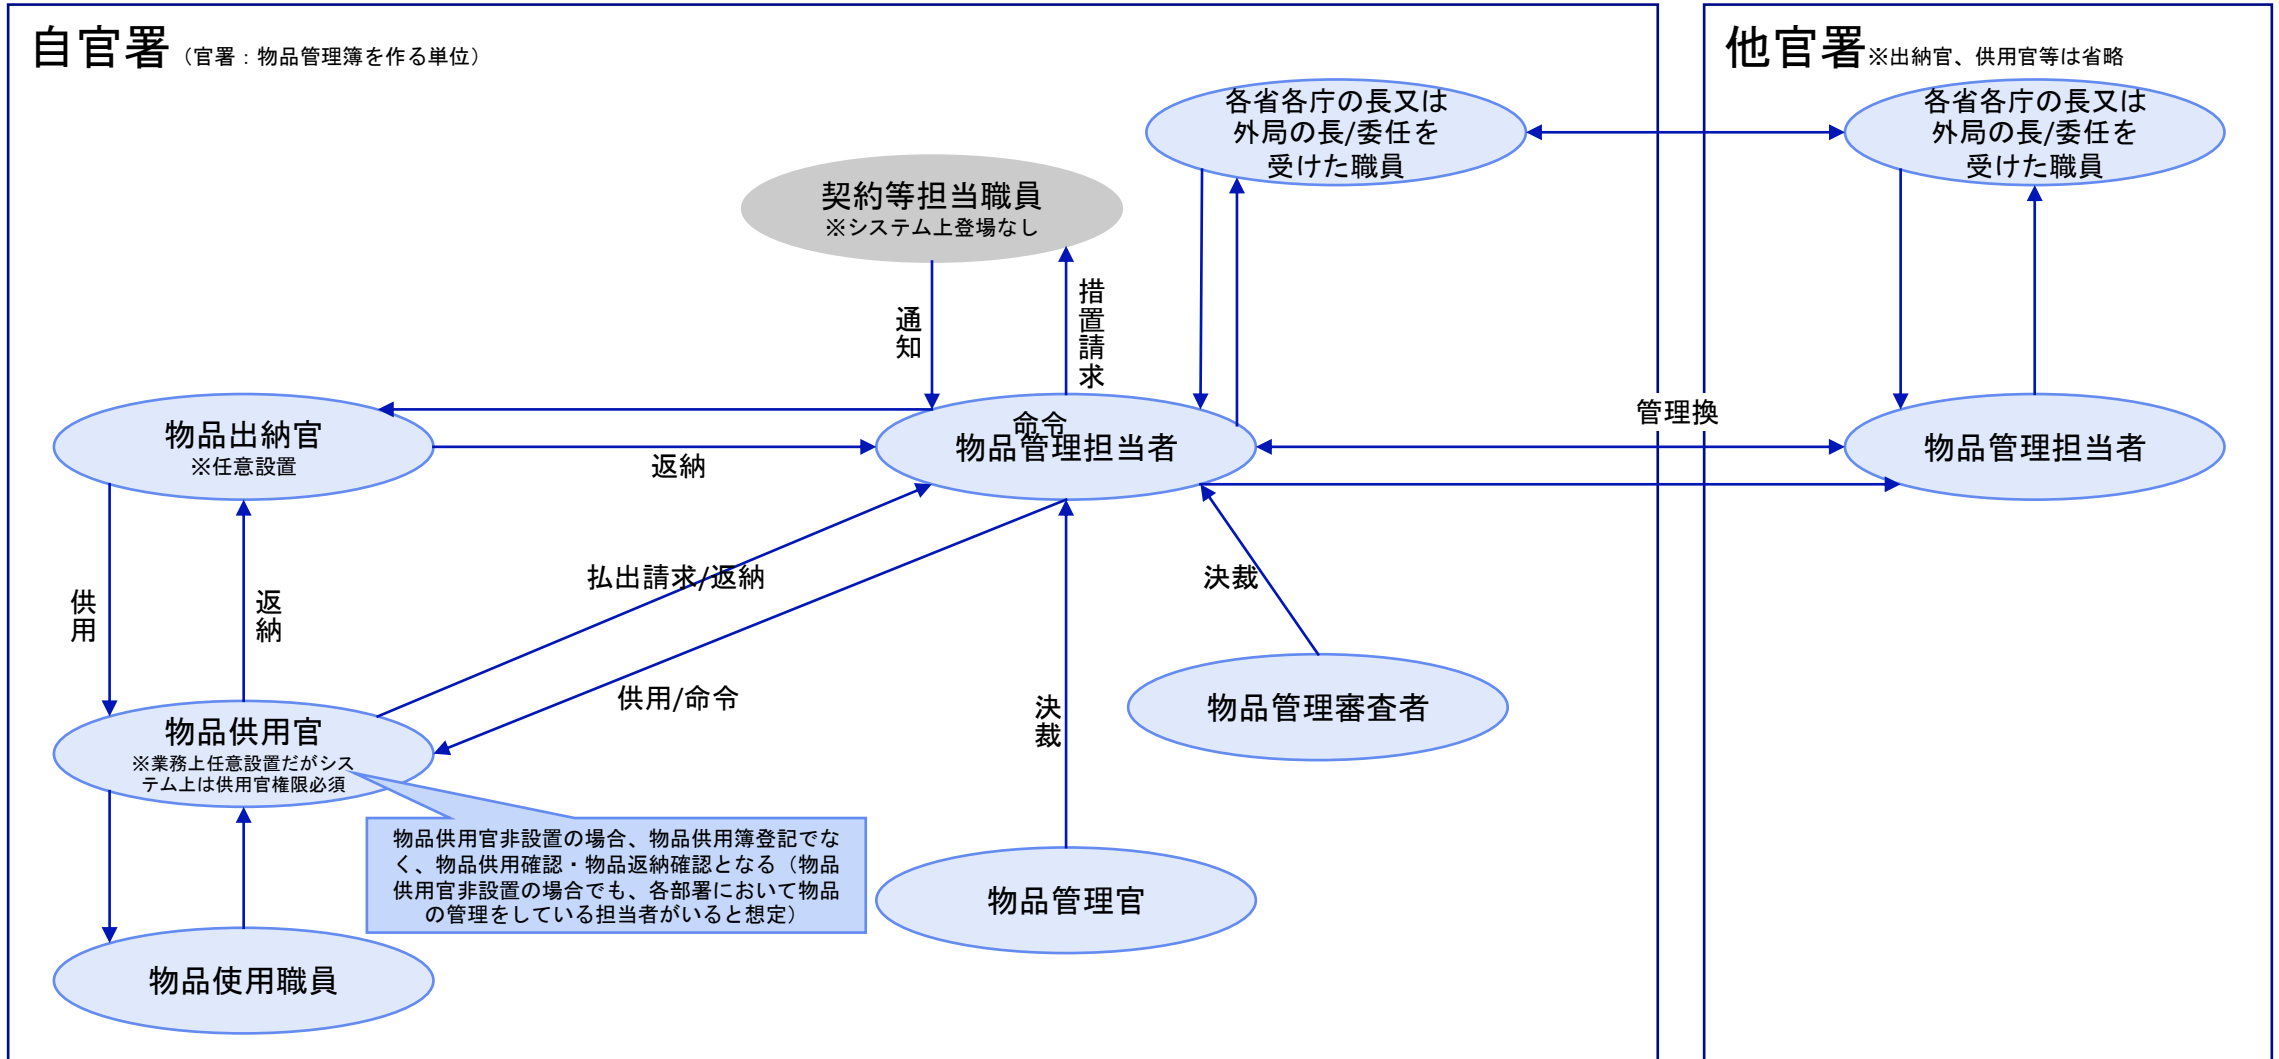 自官署（官署：物品管理簿を作る単位）
他官署※出納官、供用官等は省略
各省各庁の長又は
外局の長/委任を
受けた職員
各省各庁の長又は
外局の長/委任を
受けた職員
契約等担当職員
※システム上登場なし
通知
措置請求
命令
物品管理担当者
物品出納官
※任意設置
返納
管理換
物品管理担当者
供用
返納
払出請求/返納
供用/命令
決裁
決裁
物品管理審査者
物品供用官
※業務上任意設置だがシス
テム上は供用官権限必須
物品供用官非設置の場合、物品供用簿登記でな
く、物品供用確認・物品返納確認となる（物品
供用官非設置の場合でも、各部署において物品
の管理をしている担当者がいると想定）
物品管理官
物品使用職員